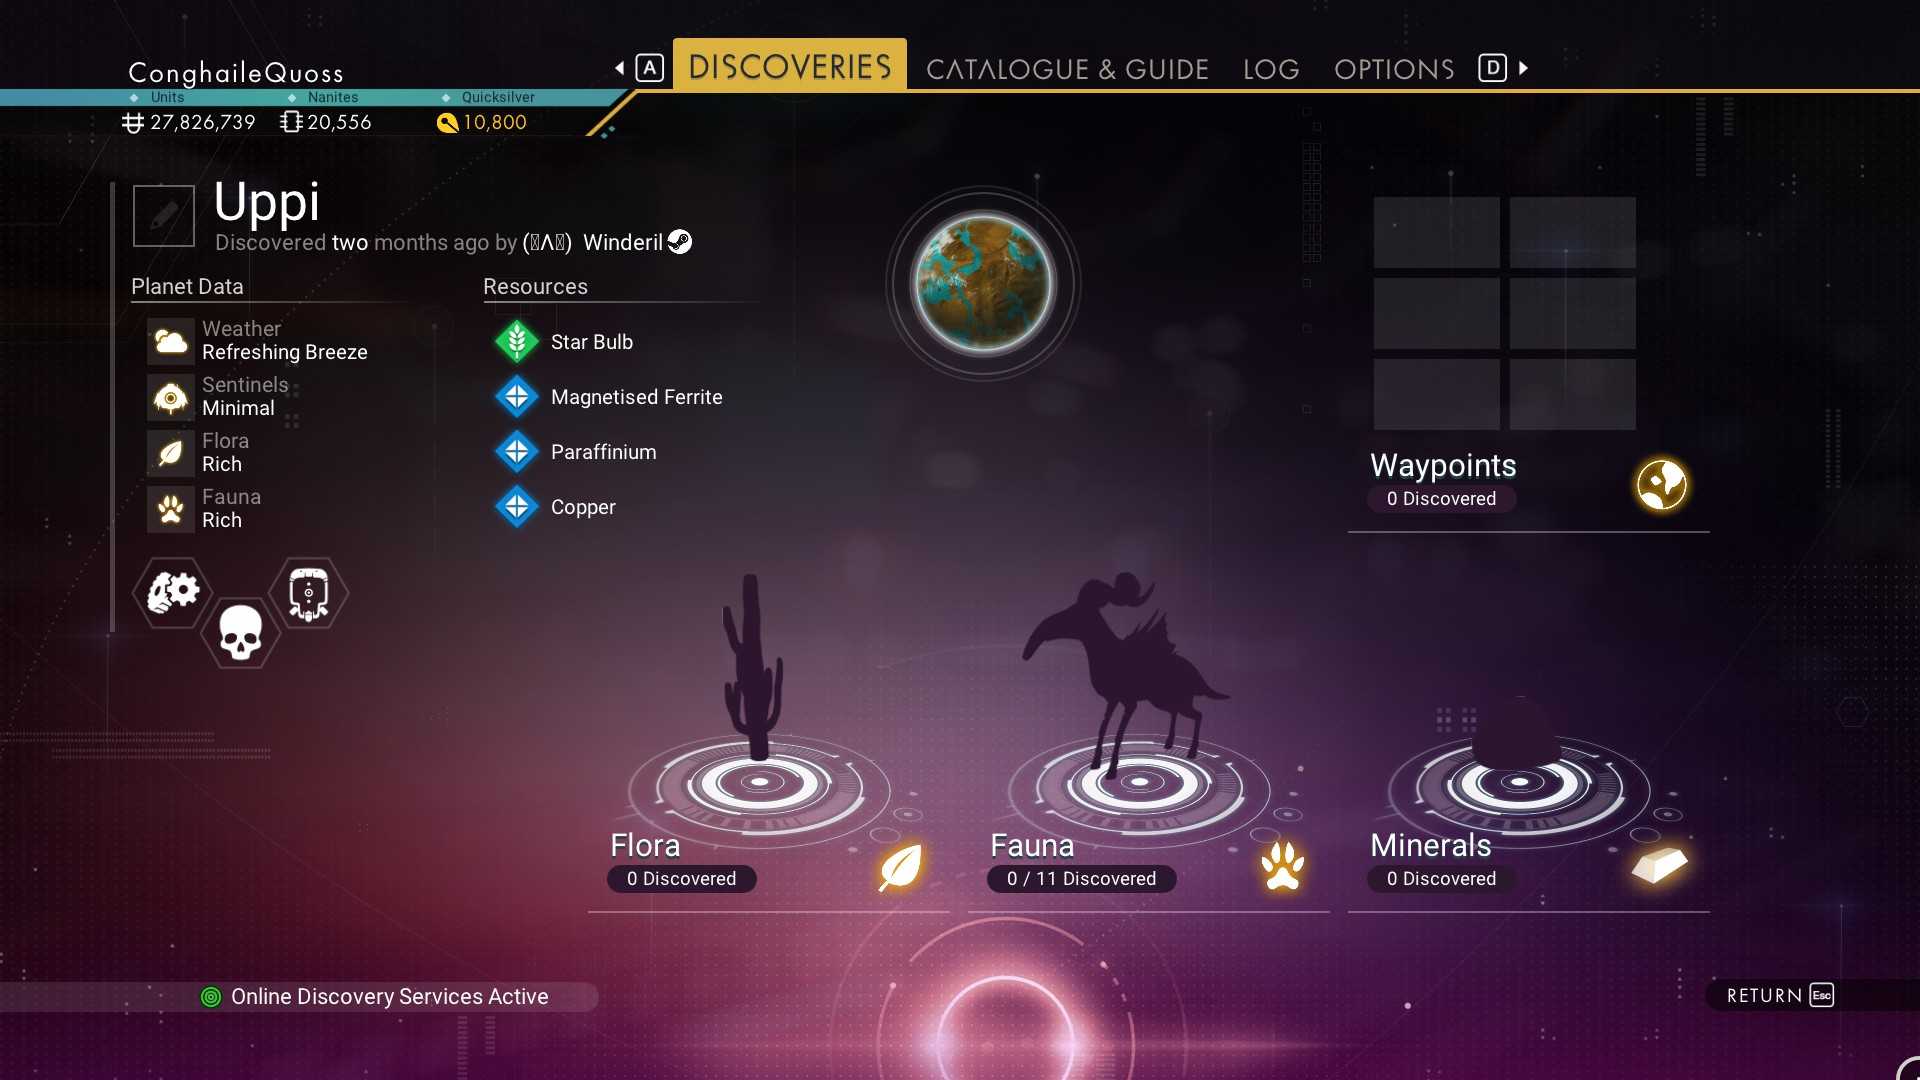 ConghaileQuoss
A DISCOVERIES CATALOGUE & GUIDE LOG OPTIONS D
Units Nanites Quicksilver
27,826,739 20,556 10,800
Uppi
Discovered two months ago by (▯Λ▯) Winderil
Planet Data
Weather
Refreshing Breeze
Sentinels
Minimal
Flora
Rich
Fauna
Rich
Resources
Star Bulb
Magnetised Ferrite
Paraffinium
Copper
Waypoints
0 Discovered
Flora
0 Discovered
Fauna
0 / 11 Discovered
Minerals
0 Discovered
Online Discovery Services Active
RETURN Esc